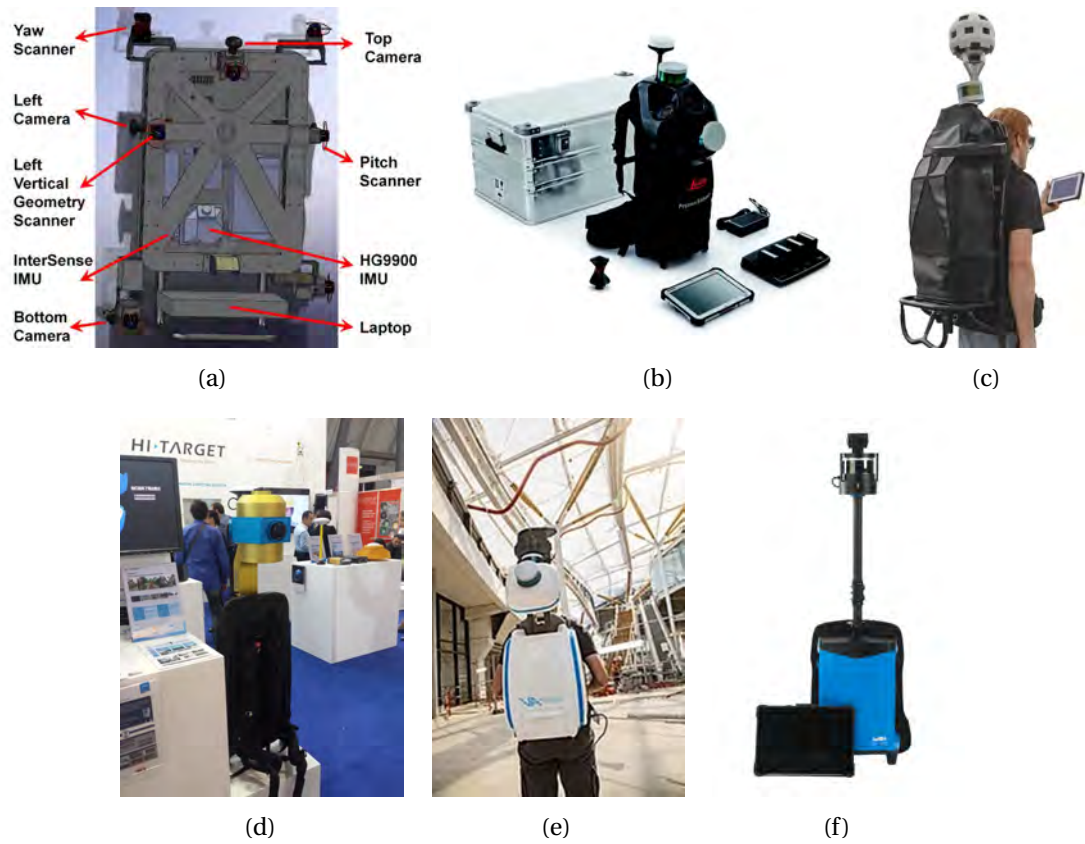 Yaw
Scanner
Top
Camera
Left
Camera
Left
Vertical
Geometry
Scanner
Pitch
Scanner
InterSense
IMU
HG9900
IMU
Bottom
Camera
Laptop
(a)
(b)
(c)
HI·TARGET
(d)
(e)
(f)